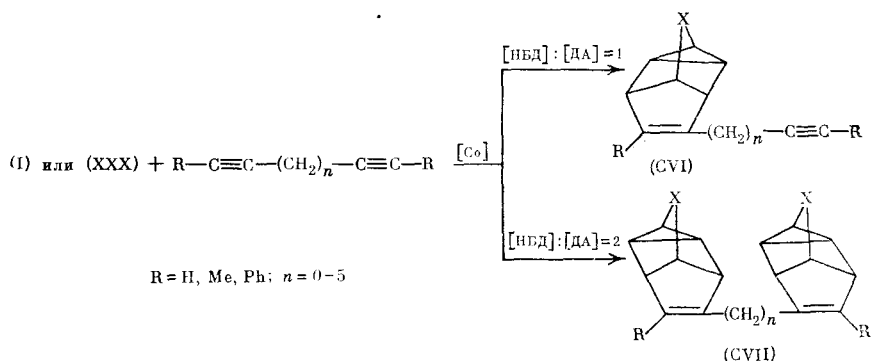 X
[НБД] : [ДА] = 1
R
(CH₂)ₙ—C≡C—R
(CVI)
(I) или (XXX) + R—C≡C—(CH₂)ₙ—C≡C—R
[Co]
X X
[НБД] : [ДА] = 2
R
(CH₂)ₙ
R
(CVII)
R = H, Me, Ph; n = 0–5